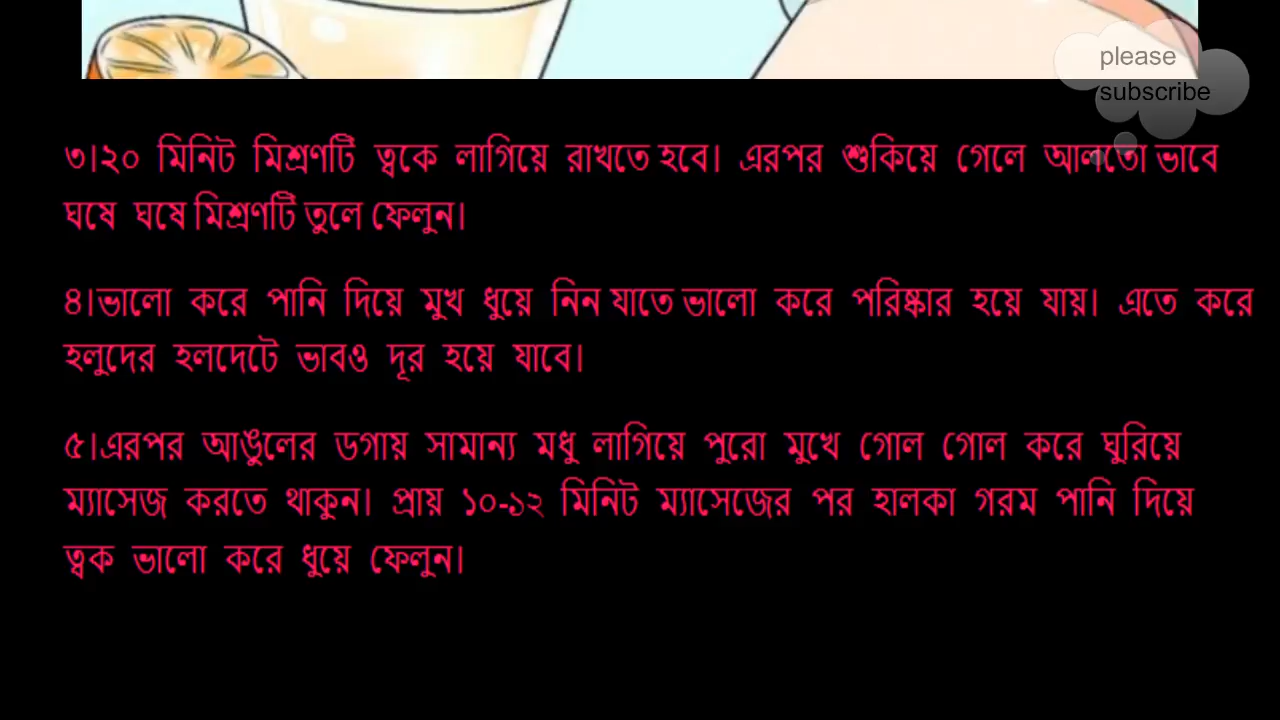 please
subscribe
৩।২০ মিনিট মিশ্রণটি ত্বকে লাগিয়ে রাখতে হবে। এরপর শুকিয়ে গেলে আলতো ভাবে
ঘষে ঘষে মিশ্রণটি তুলে ফেলুন।
৪।ভালো করে পানি দিয়ে মুখ ধুয়ে নিন যাতে ভালো করে পরিষ্কার হয়ে যায়। এতে করে
হলুদের হলদেটে ভাবও দূর হয়ে যাবে।
৫।এরপর আঙুলের ডগায় সামান্য মধু লাগিয়ে পুরো মুখে গোল গোল করে ঘুরিয়ে
ম্যাসেজ করতে থাকুন। প্রায় ১০-১২ মিনিট ম্যাসেজের পর হালকা গরম পানি দিয়ে
ত্বক ভালো করে ধুয়ে ফেলুন।